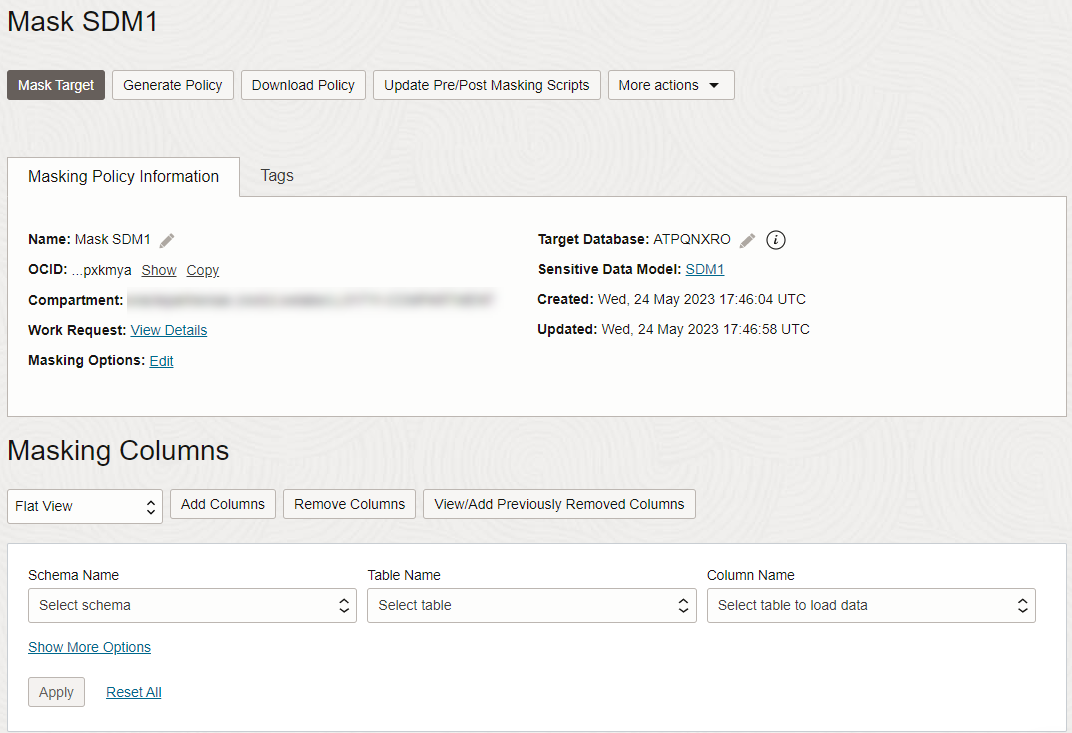 Mask SDM1
Mask Target Generate Policy Download Policy Update Pre/Post Masking Scripts More actions
Masking Policy Information Tags
Name: Mask SDM1 Target Database: ATPQNXRO
OCID: ...pxkmya Show Copy Sensitive Data Model: SDM1
Compartment: Created: Wed, 24 May 2023 17:46:04 UTC
Work Request: View Details Updated: Wed, 24 May 2023 17:46:58 UTC
Masking Options: Edit
Masking Columns
Flat View Add Columns Remove Columns View/Add Previously Removed Columns
Schema Name Table Name Column Name
Select schema Select table Select table to load data
Show More Options
Apply Reset All